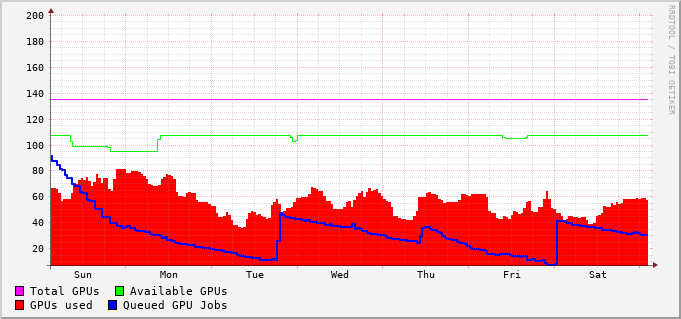 200
180
160
140
120
100
80
60
40
20
Sun Mon Tue Wed Thu Fri Sat
Total GPUs Available GPUs
GPUs used Queued GPU Jobs
RRDTOOL / TOBI OETIKER